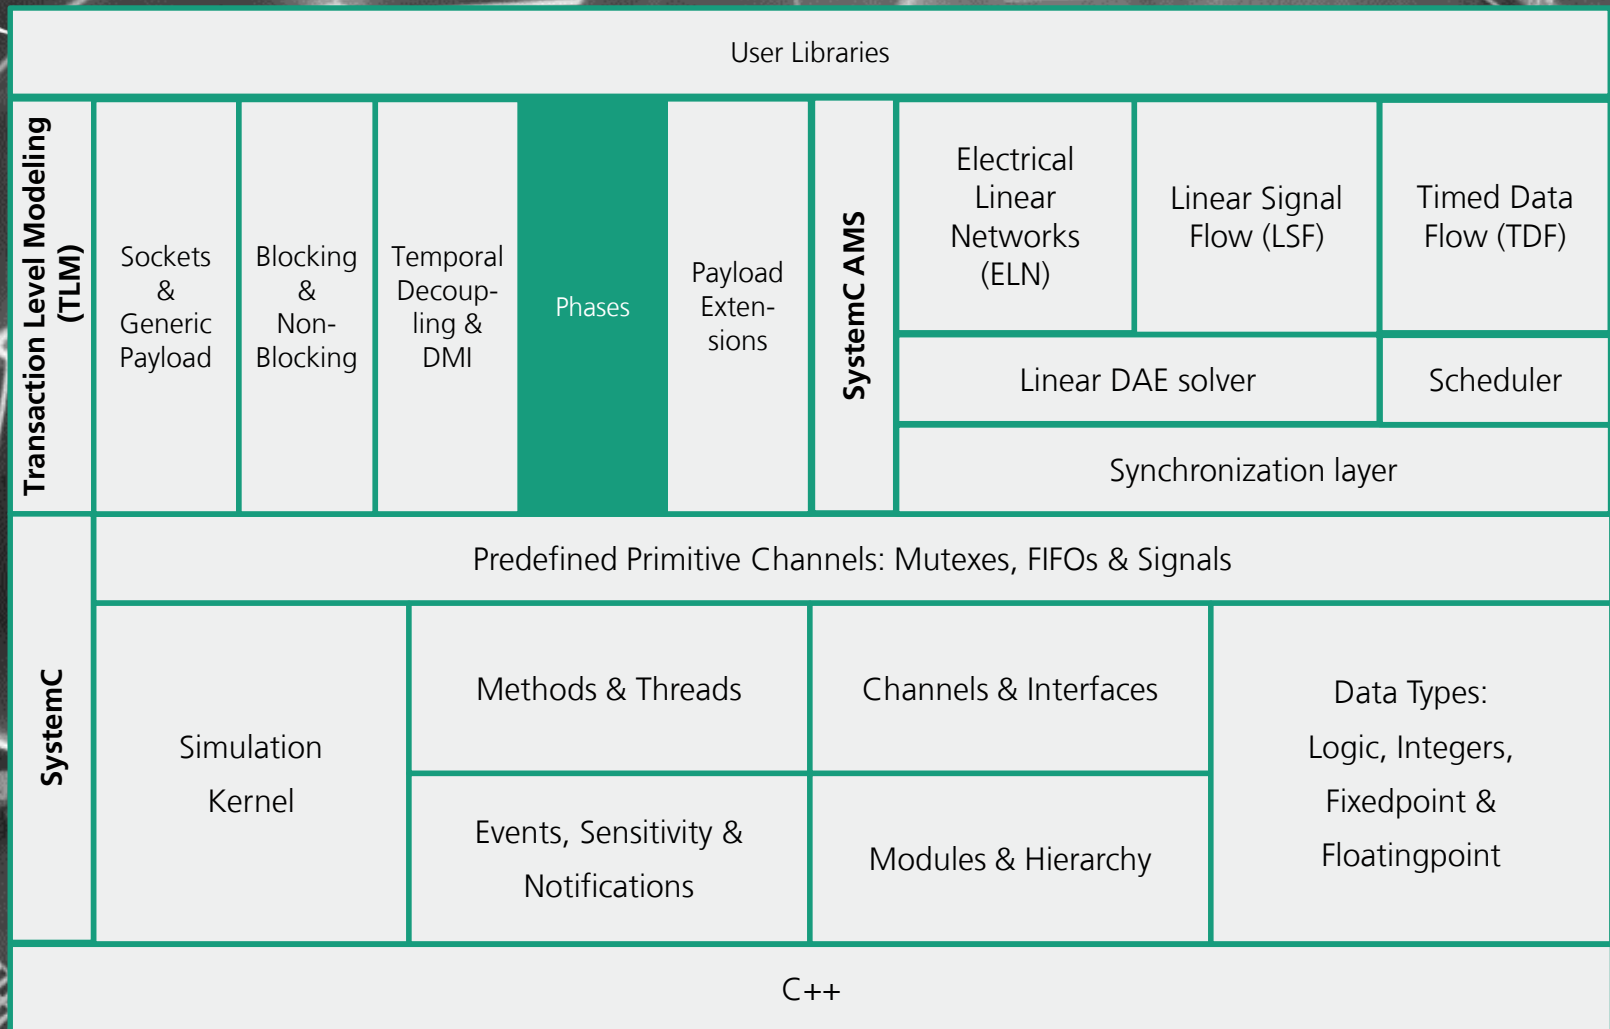 User Libraries
Transaction Level Modeling
(TLM)
Sockets
&
Generic
Payload
Blocking
&
Non-
Blocking
Temporal
Decoup-
ling &
DMI
Phases
Payload
Exten-
sions
SystemC AMS
Electrical
Linear
Networks
(ELN)
Linear Signal
Flow (LSF)
Timed Data
Flow (TDF)
Linear DAE solver
Scheduler
Synchronization layer
SystemC
Predefined Primitive Channels: Mutexes, FIFOs & Signals
Simulation
Kernel
Methods & Threads
Channels & Interfaces
Events, Sensitivity &
Notifications
Modules & Hierarchy
Data Types:
Logic, Integers,
Fixedpoint &
Floatingpoint
C++